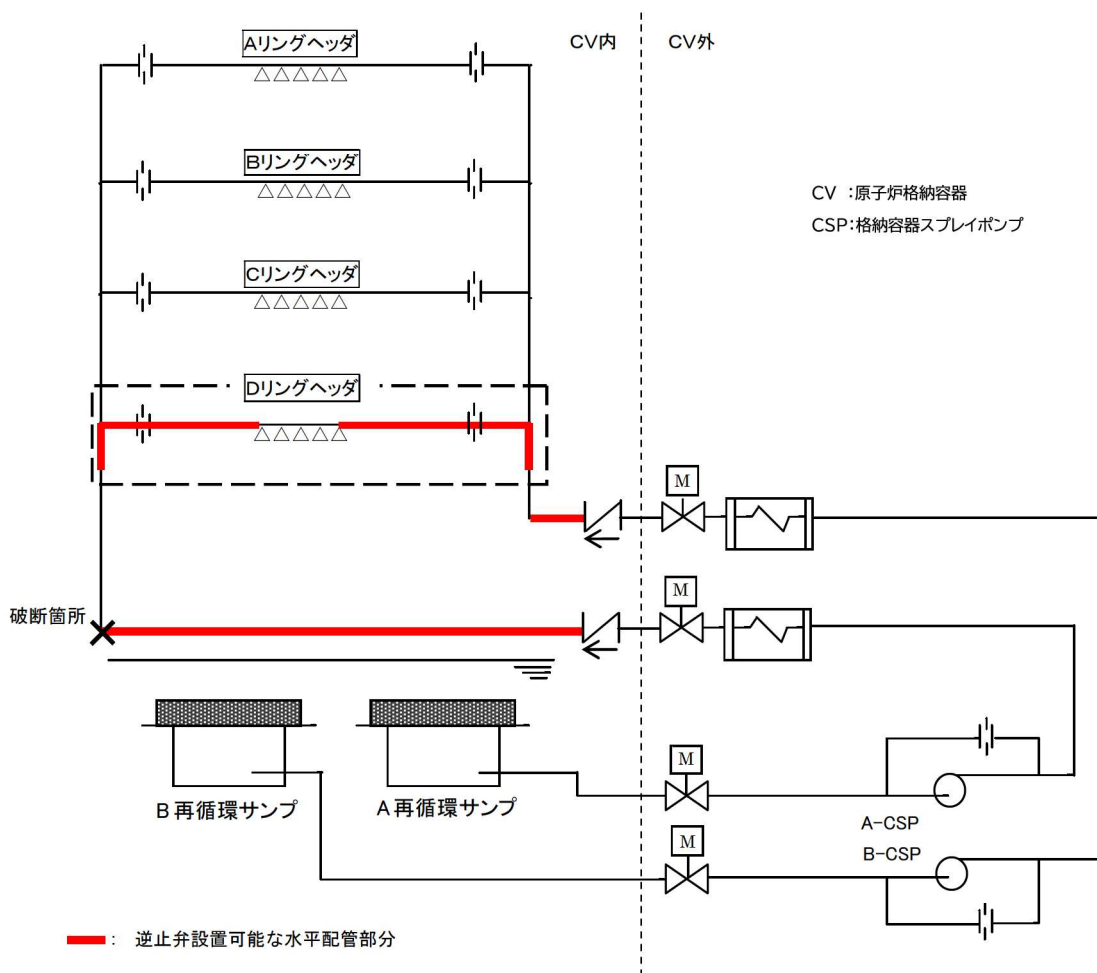 Aリングヘッダ
CV内
CV外
Bリングヘッダ
CV :原子炉格納容器
CSP:格納容器スプレイポンプ
Cリングヘッダ
Dリングヘッダ
M
M
破断箇所
B再循環サンプ
A再循環サンプ
M
A-CSP
M
B-CSP
: 逆止弁設置可能な水平配管部分